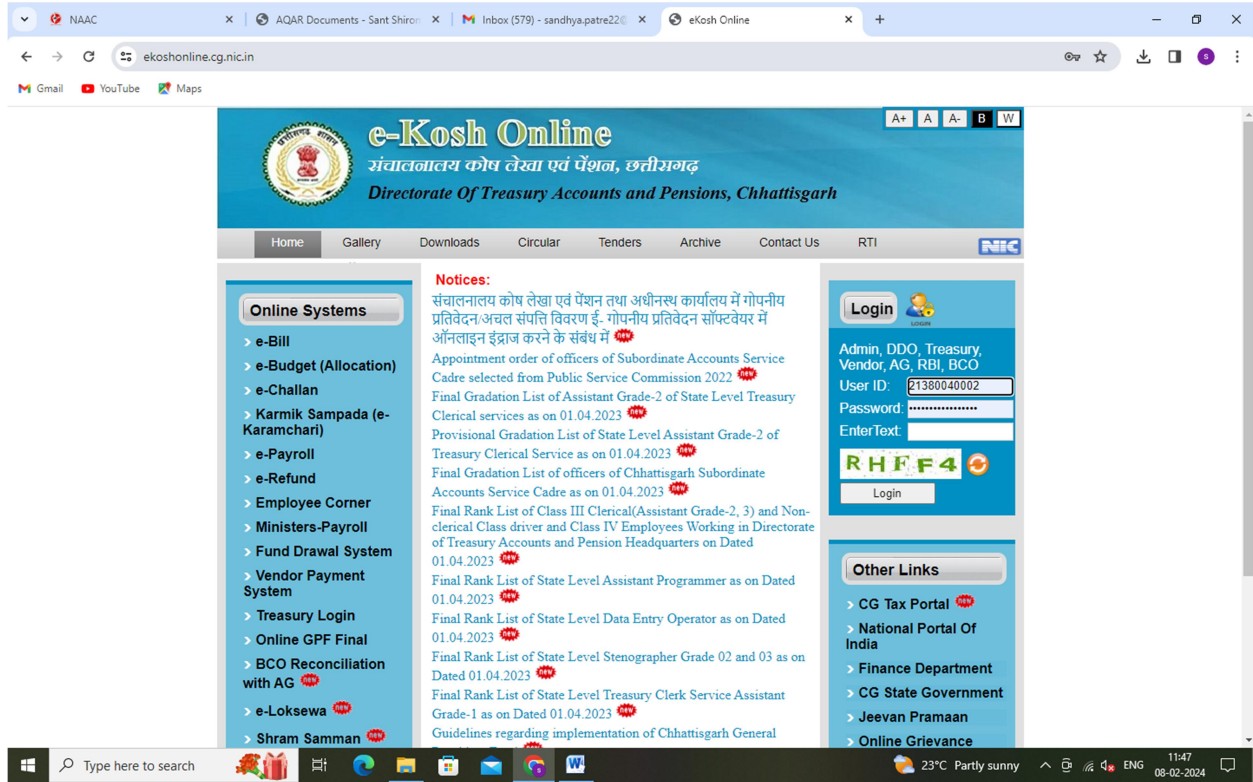 NAAC
AQAR Documents - Sant Shiron
Inbox (579) - sandhya.patre22@
eKosh Online
ekoshonline.cg.nic.in
Gmail YouTube Maps
A+ A A- B W
e-Kosh Online
संचालनालय कोष लेखा एवं पेंशन, छत्तीसगढ़
Directorate Of Treasury Accounts and Pensions, Chhattisgarh
Home Gallery Downloads Circular Tenders Archive Contact Us RTI
NIC
Online Systems
e-Bill
e-Budget (Allocation)
e-Challan
Karmik Sampada (e-
Karamchari)
e-Payroll
e-Refund
Employee Corner
Ministers-Payroll
Fund Drawal System
Vendor Payment
System
Treasury Login
Online GPF Final
BCO Reconciliation
with AG new
e-Loksewa new
Shram Samman new
Notices:
संचालनालय कोष लेखा एवं पेंशन तथा अधीनस्थ कार्यालय में गोपनीय
प्रतिवेदन/अचल संपत्ति विवरण ई- गोपनीय प्रतिवेदन सॉफ्टवेयर में
ऑनलाइन इंद्राज करने के संबंध में new
Appointment order of officers of Subordinate Accounts Service
Cadre selected from Public Service Commission 2022 new
Final Gradation List of Assistant Grade-2 of State Level Treasury
Clerical services as on 01.04.2023 new
Provisional Gradation List of State Level Assistant Grade-2 of
Treasury Clerical Service as on 01.04.2023 new
Final Gradation List of officers of Chhattisgarh Subordinate
Accounts Service Cadre as on 01.04.2023 new
Final Rank List of Class III Clerical(Assistant Grade-2, 3) and Non-
clerical Class driver and Class IV Employees Working in Directorate
of Treasury Accounts and Pension Headquarters on Dated
01.04.2023 new
Final Rank List of State Level Assistant Programmer as on Dated
01.04.2023 new
Final Rank List of State Level Data Entry Operator as on Dated
01.04.2023 new
Final Rank List of State Level Stenographer Grade 02 and 03 as on
Dated 01.04.2023 new
Final Rank List of State Level Treasury Clerk Service Assistant
Grade-1 as on Dated 01.04.2023 new
Guidelines regarding implementation of Chhattisgarh General
Login
LOGIN
Admin, DDO, Treasury,
Vendor, AG, RBI, BCO
User ID: 21380040002
Password: ••••••••••••••••
EnterText:
RHFF4
Login
Other Links
CG Tax Portal new
National Portal Of
India
Finance Department
CG State Government
Jeevan Pramaan
Online Grievance
Type here to search
23°C Partly sunny
ENG
11:47
08-02-2024